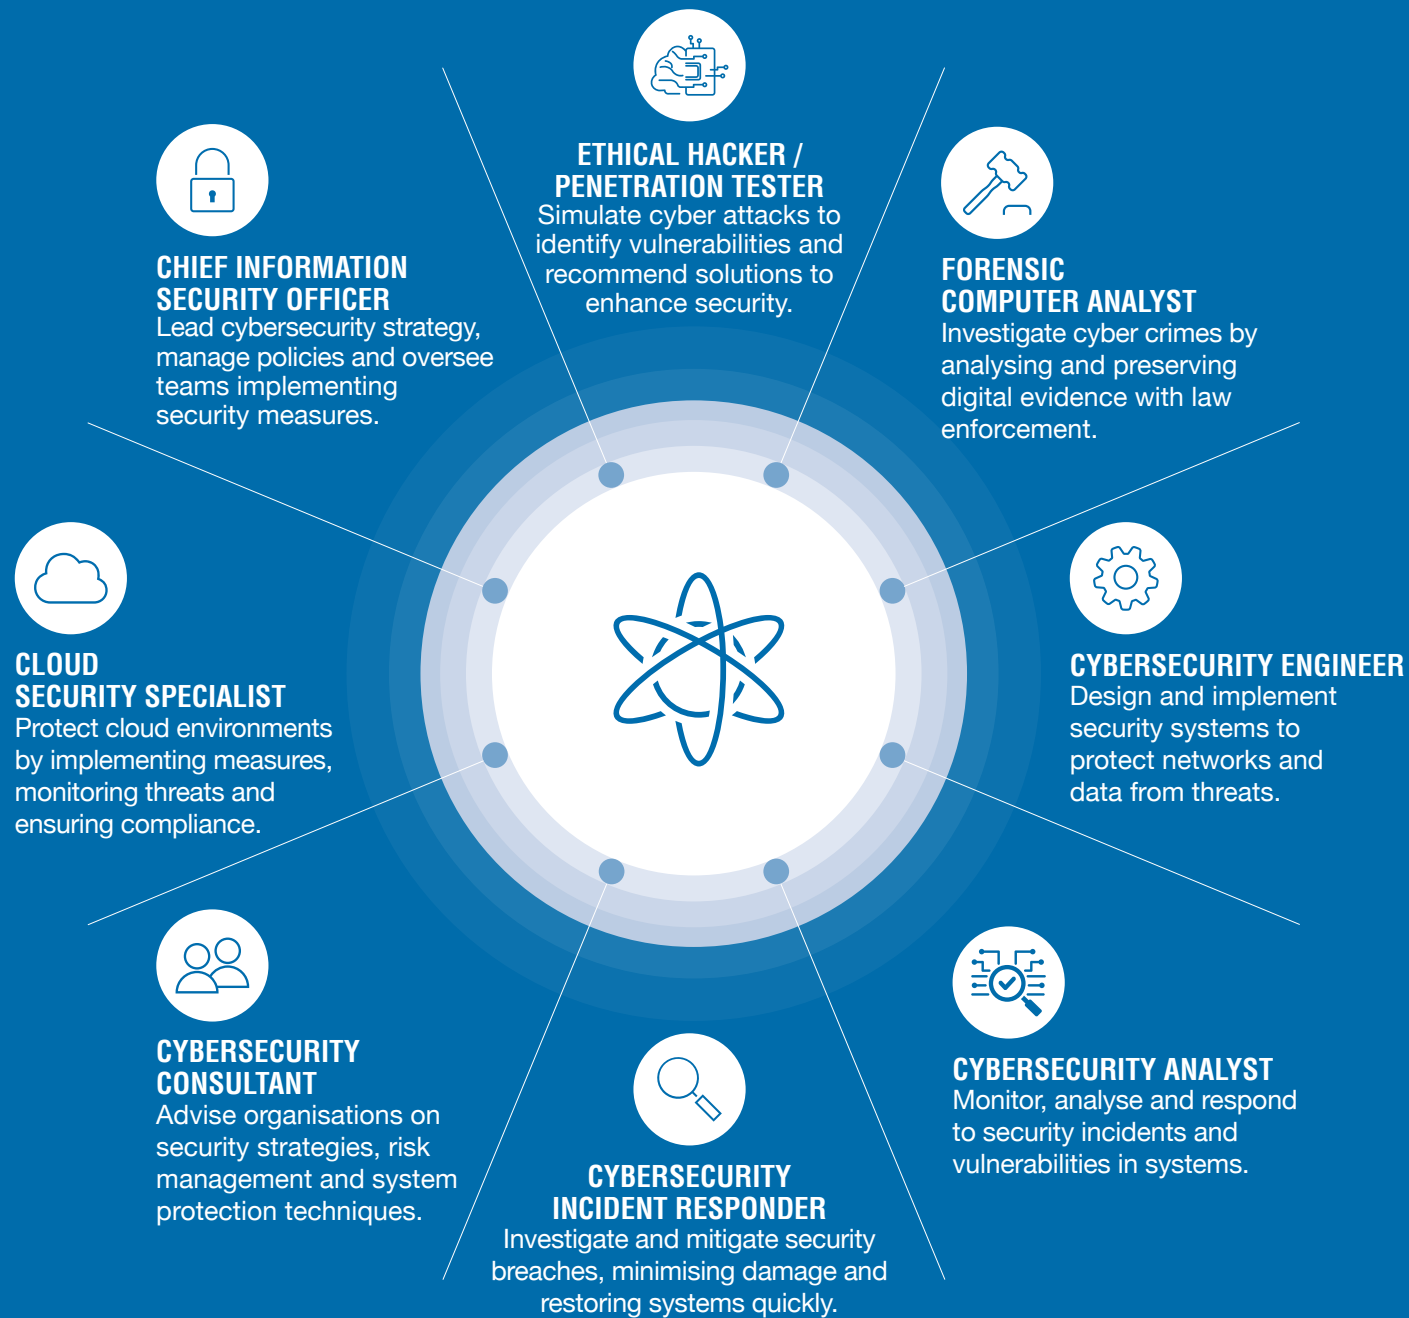 ETHICAL HACKER /
PENETRATION TESTER
Simulate cyber attacks to
identify vulnerabilities and
recommend solutions to
enhance security.
FORENSIC
COMPUTER ANALYST
Investigate cyber crimes by
analysing and preserving
digital evidence with law
enforcement.
CYBERSECURITY ENGINEER
Design and implement
security systems to
protect networks and
data from threats.
CYBERSECURITY ANALYST
Monitor, analyse and respond
to security incidents and
vulnerabilities in systems.
CYBERSECURITY
INCIDENT RESPONDER
Investigate and mitigate security
breaches, minimising damage and
restoring systems quickly.
CYBERSECURITY
CONSULTANT
Advise organisations on
security strategies, risk
management and system
protection techniques.
CLOUD
SECURITY SPECIALIST
Protect cloud environments
by implementing measures,
monitoring threats and
ensuring compliance.
CHIEF INFORMATION
SECURITY OFFICER
Lead cybersecurity strategy,
manage policies and oversee
teams implementing
security measures.